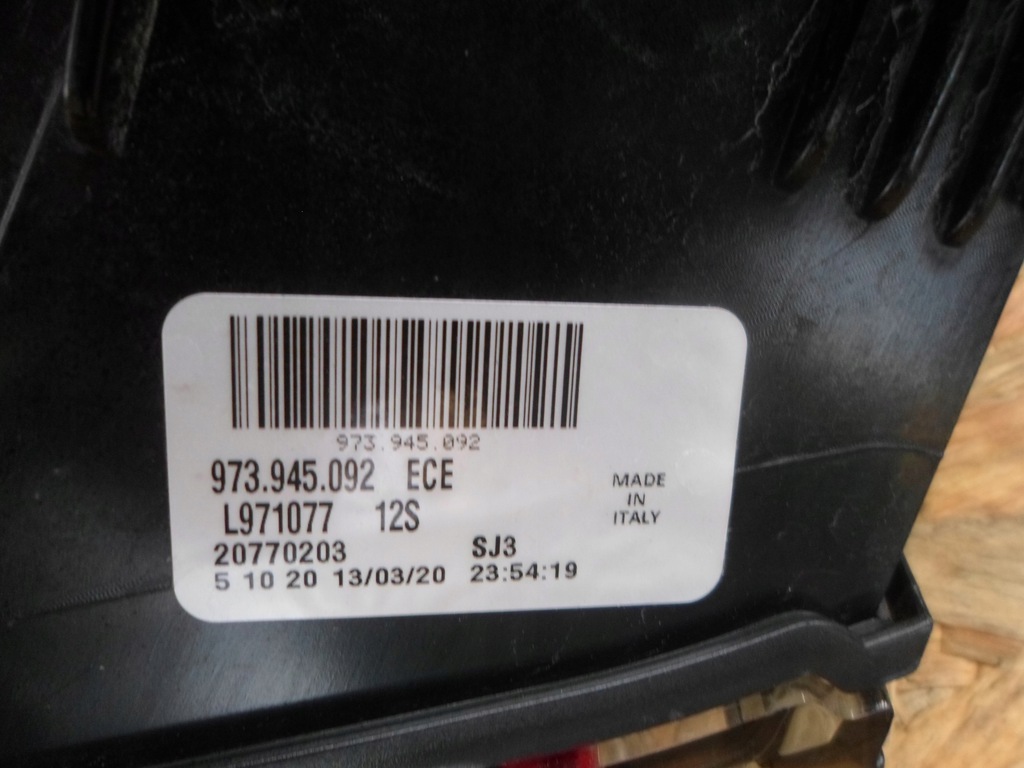 973.945.092
973.945.092 ECE
L971077 12S
20770203 SJ3
5 10 20 13/03/20 23:54:19
MADE
IN
ITALY